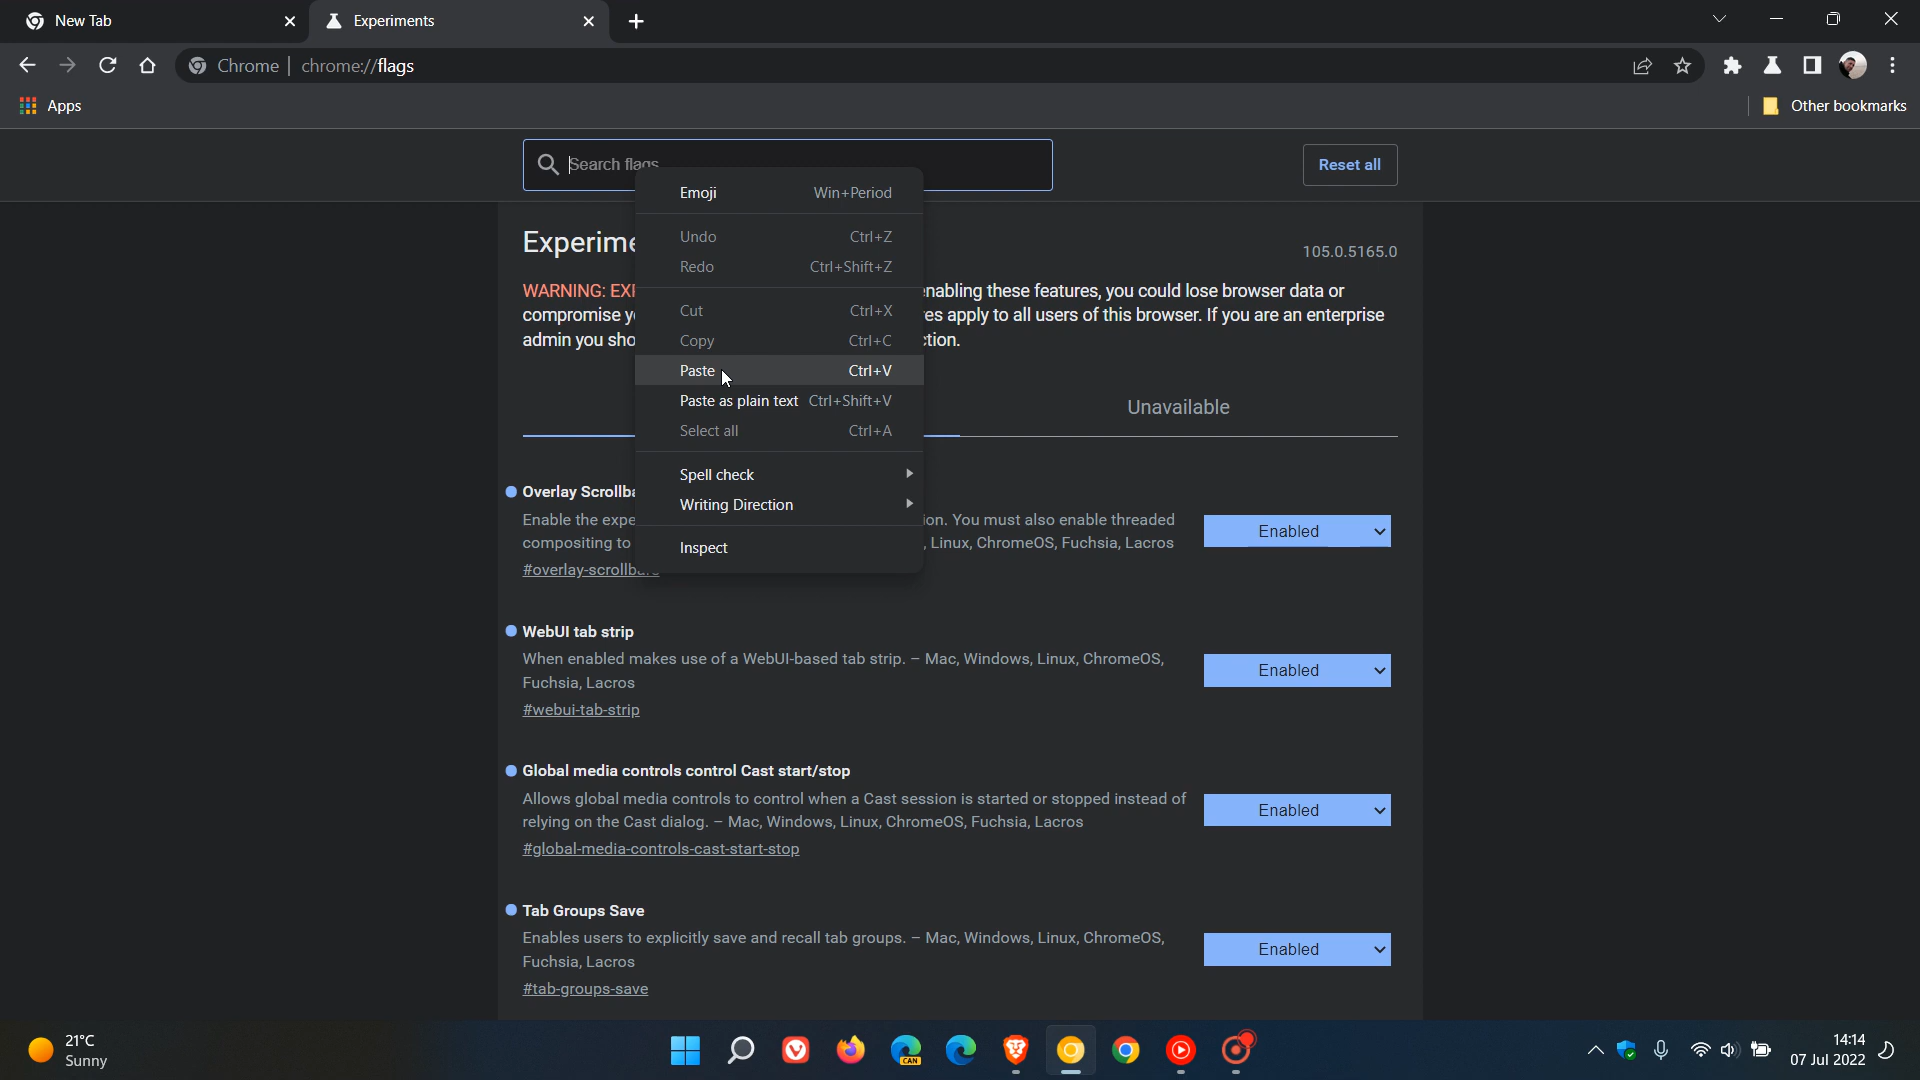 New Tab
Experiments
Chrome | chrome://flags
Apps
Other bookmarks
Search flags
Reset all
Emoji Win+Period
Undo Ctrl+Z
Redo Ctrl+Shift+Z
Cut Ctrl+X
Copy Ctrl+C
Paste Ctrl+V
Paste as plain text Ctrl+Shift+V
Select all Ctrl+A
Spell check
Writing Direction
Inspect
105.0.5165.0
WARNING: nabling these features, you could lose browser data or
compromise apply to all users of this browser. If you are an enterprise
admin you
Unavailable
Overlay
Enable the You must also enable threaded
compositing to Linux, ChromeOS, Fuchsia, Lacros
Enabled
WebUI tab strip
When enabled makes use of a WebUI-based tab strip. – Mac, Windows, Linux, ChromeOS,
Fuchsia, Lacros
#webui-tab-strip
Enabled
Global media controls control Cast start/stop
Allows global media controls to control when a Cast session is started or stopped instead of
relying on the Cast dialog. – Mac, Windows, Linux, ChromeOS, Fuchsia, Lacros
#global-media-controls-cast-start-stop
Enabled
Tab Groups Save
Enables users to explicitly save and recall tab groups. – Mac, Windows, Linux, ChromeOS,
Fuchsia, Lacros
#tab-groups-save
Enabled
21°C
Sunny
CAN
14:14
07 Jul 2022